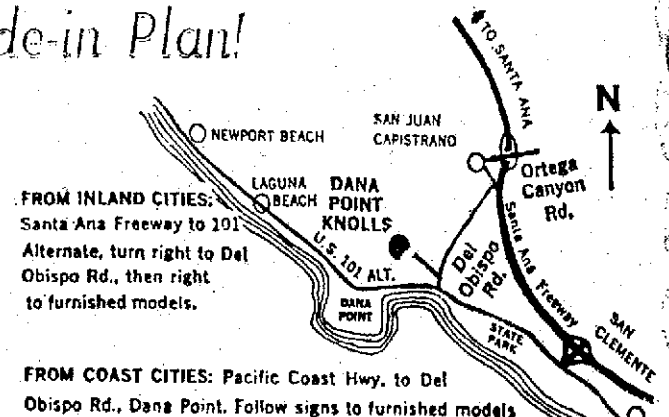 de-in Plan!
TO SANTA ANA
N
SAN JUAN
CAPISTRANO
NEWPORT BEACH
Ortega
Canyon
Rd.
LAGUNA
BEACH
DANA
POINT
KNOLLS
FROM INLAND CITIES:
Santa Ana Freeway to 101
Alternate, turn right to Del
Obispo Rd., then right
to furnished models.
U.S. 101 ALT.
Del
Obispo
Rd.
Santa Ana Freeway
DANA
POINT
STATE
PARK
SAN
CLEMENTE
FROM COAST CITIES: Pacific Coast Hwy. to Del
Obispo Rd., Dana Point. Follow signs to furnished models